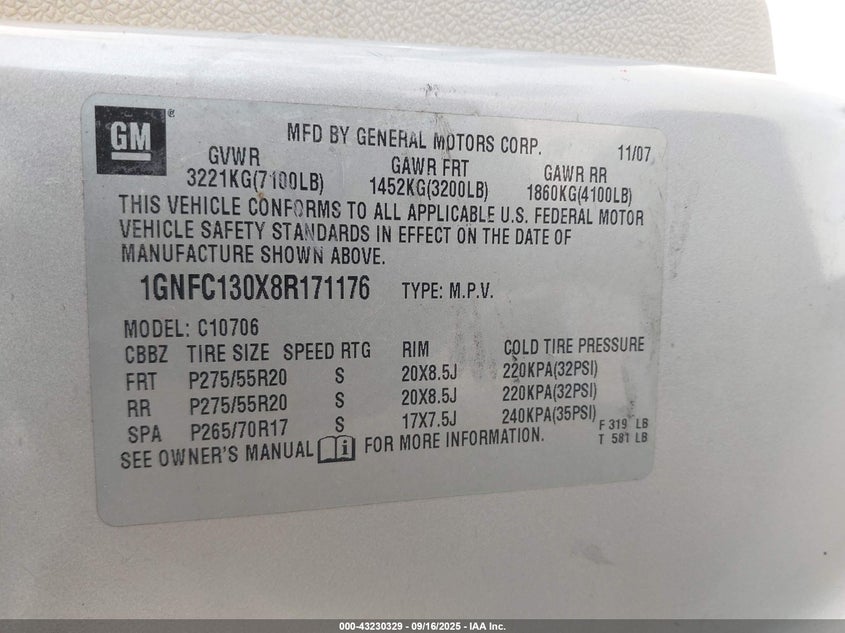 GM ®
MFD BY GENERAL MOTORS CORP. 11/07
GVWR GAWR FRT GAWR RR
3221KG(7100LB) 1452KG(3200LB) 1860KG(4100LB)
THIS VEHICLE CONFORMS TO ALL APPLICABLE U.S. FEDERAL MOTOR
VEHICLE SAFETY STANDARDS IN EFFECT ON THE DATE OF
MANUFACTURE SHOWN ABOVE.
1GNFC130X8R171176 TYPE: M.P.V.
MODEL: C10706
CBBZ TIRE SIZE SPEED RTG RIM COLD TIRE PRESSURE
FRT P275/55R20 S 20X8.5J 220KPA(32PSI)
RR P275/55R20 S 20X8.5J 220KPA(32PSI)
SPA P265/70R17 S 17X7.5J 240KPA(35PSI)
F 319 LB
T 581 LB
SEE OWNER'S MANUAL i FOR MORE INFORMATION.
000-43230329 - 09/16/2025 - IAA Inc.